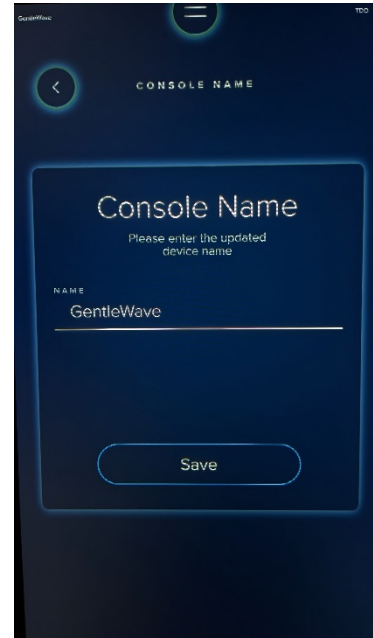 GentleWave
TDO
CONSOLE NAME
Console Name
Please enter the updated
device name
NAME
GentleWave
Save